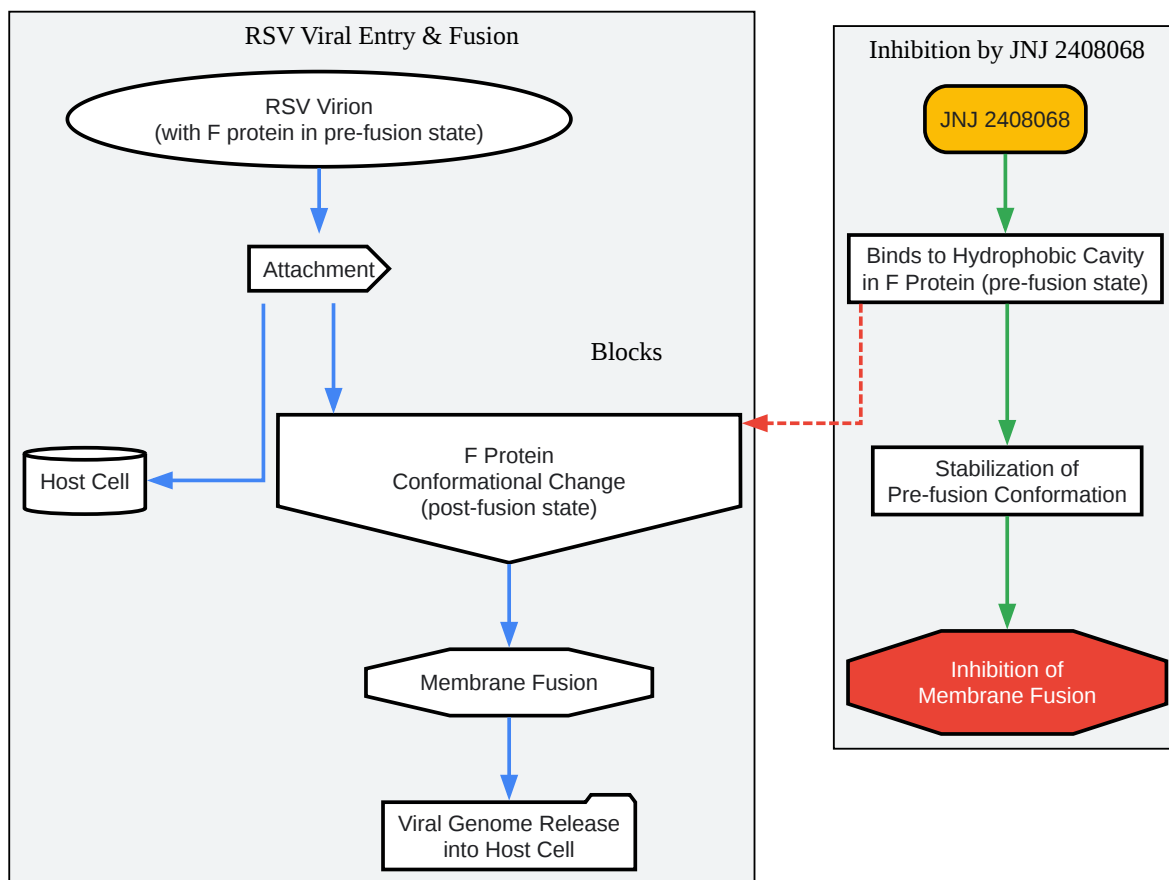 RSV Viral Entry & Fusion
RSV Virion
(with F protein in pre-fusion state)
Attachment
Blocks
Host Cell
F Protein
Conformational Change
(post-fusion state)
Membrane Fusion
Viral Genome Release
into Host Cell
Inhibition by JNJ 2408068
JNJ 2408068
Binds to Hydrophobic Cavity
in F Protein (pre-fusion state)
Stabilization of
Pre-fusion Conformation
Inhibition of
Membrane Fusion